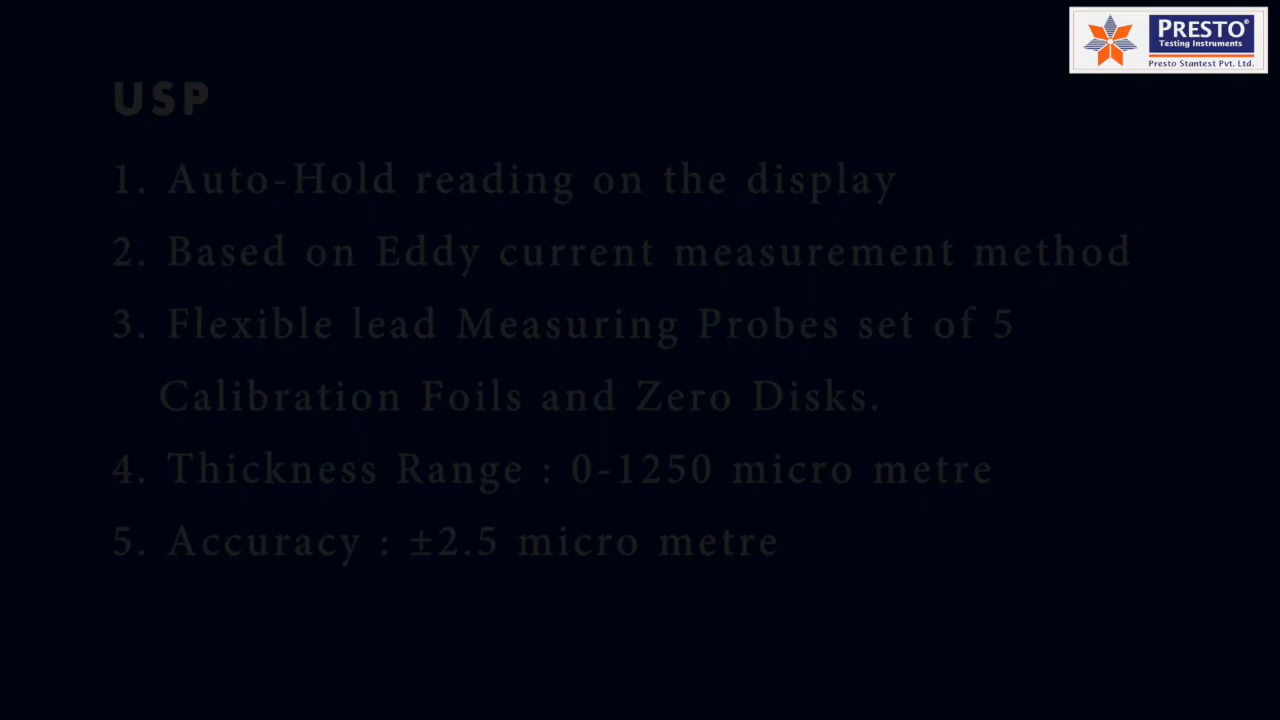 PRESTO®
Testing Instruments
Presto Stantest Pvt. Ltd.
USP
1. Auto-Hold reading on the display
2. Based on Eddy current measurement method
3. Flexible lead Measuring Probes set of 5
Calibration Foils and Zero Disks.
4. Thickness Range : 0-1250 micro metre
5. Accuracy : ±2.5 micro metre